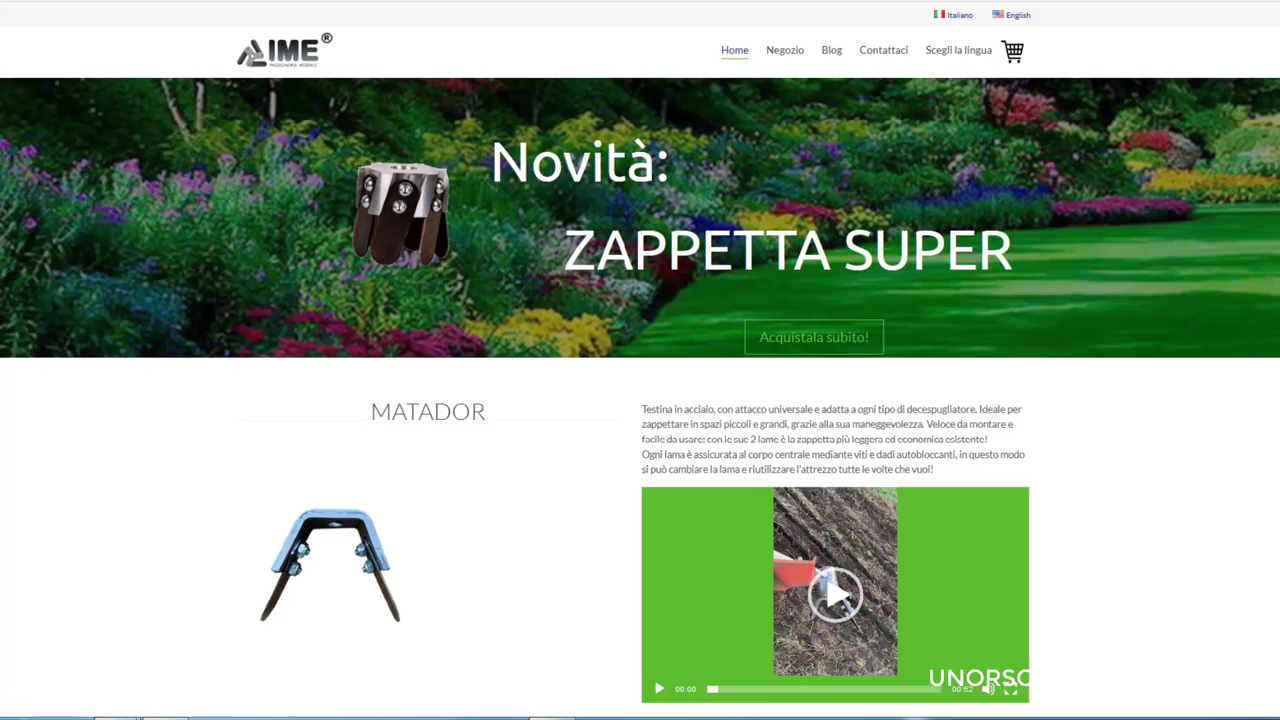 Italiano English
IME®
Home Negozio Blog Contattaci Scegli la lingua
Novità:
ZAPPETTA SUPER
Acquistala subito!
MATADOR
Testina in acciaio, con attacco universale e adatta a ogni tipo di decespugliatore. Ideale per
zappettare in spazi piccoli e grandi, grazie alla sua maneggevolezza. Veloce da montare e
facile da usare: con le sue 2 lame è la zappetta più leggera ed economica esistente!
Ogni lama è assicurata al corpo centrale mediante viti e dadi autobloccanti, in questo modo
si può cambiare la lama e riutilizzare l'attrezzo tutte le volte che vuoi!
UNORSO
00:00 00:52